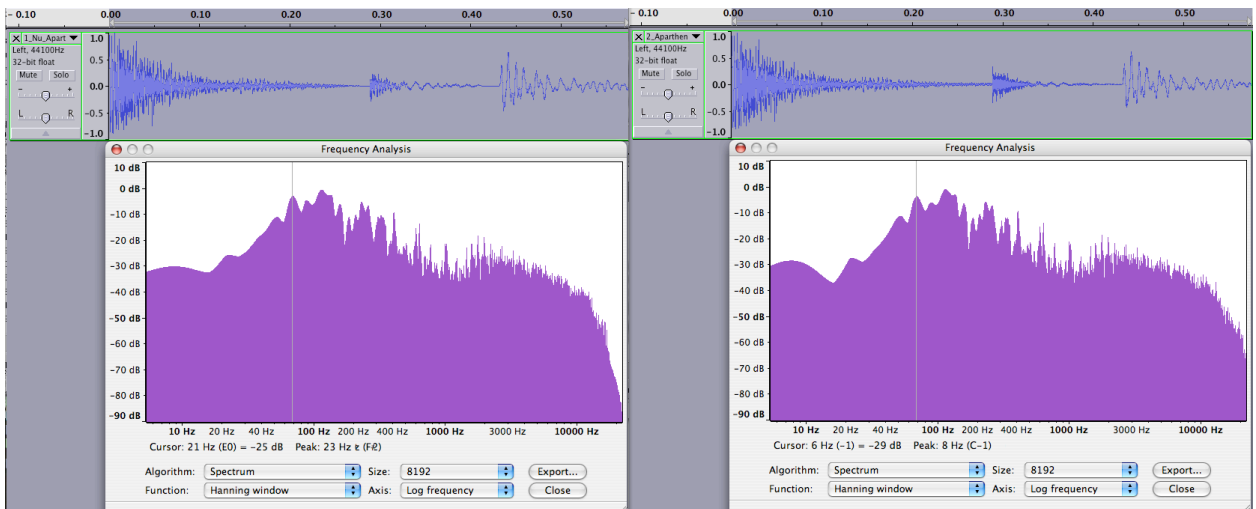 - 0.10 0.00 0.10 0.20 0.30 0.40 0.50
1_Nu_Apart
Left, 44100Hz
32-bit float
Mute Solo
- +
L R
1.0
0.5
0.0
-0.5
-1.0
Frequency Analysis
10 dB
0 dB
-10 dB
-20 dB
-30 dB
-40 dB
-50 dB
-60 dB
-70 dB
-80 dB
-90 dB
10 Hz 20 Hz 40 Hz 100 Hz 200 Hz 400 Hz 1000 Hz 3000 Hz 10000 Hz
Cursor: 21 Hz (E0) = -25 dB Peak: 23 Hz
Algorithm: Spectrum Size: 8192 Export...
Function: Hanning window Axis: Log frequency Close
- 0.10 0.00 0.10 0.20 0.30 0.40 0.50
2_Aparthen
Left, 44100Hz
32-bit float
Mute Solo
- +
L R
1.0
0.5
0.0
-0.5
-1.0
Frequency Analysis
10 dB
0 dB
-10 dB
-20 dB
-30 dB
-40 dB
-50 dB
-60 dB
-70 dB
-80 dB
-90 dB
10 Hz 20 Hz 40 Hz 100 Hz 200 Hz 400 Hz 1000 Hz 3000 Hz 10000 Hz
Cursor: 6 Hz (-1) = -29 dB Peak: 8 Hz (C-1)
Algorithm: Spectrum Size: 8192 Export...
Function: Hanning window Axis: Log frequency Close